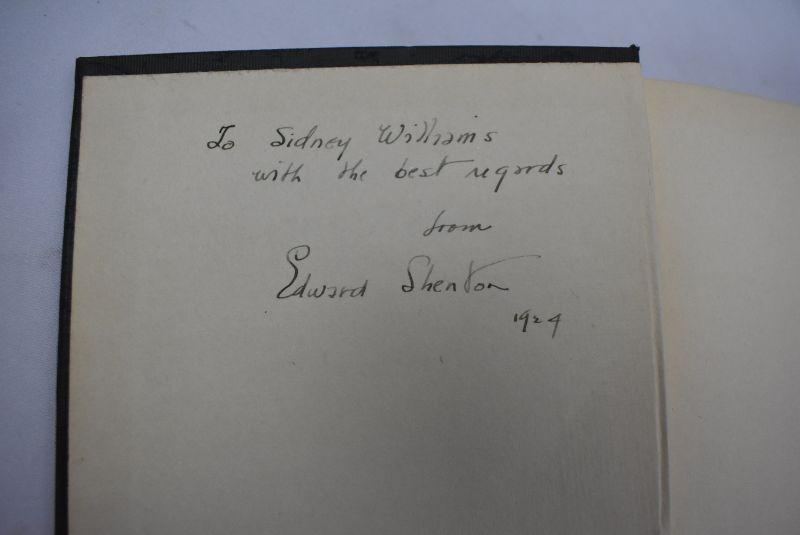 To Sidney Williams
with the best regards
from
Edward Shenton
1924